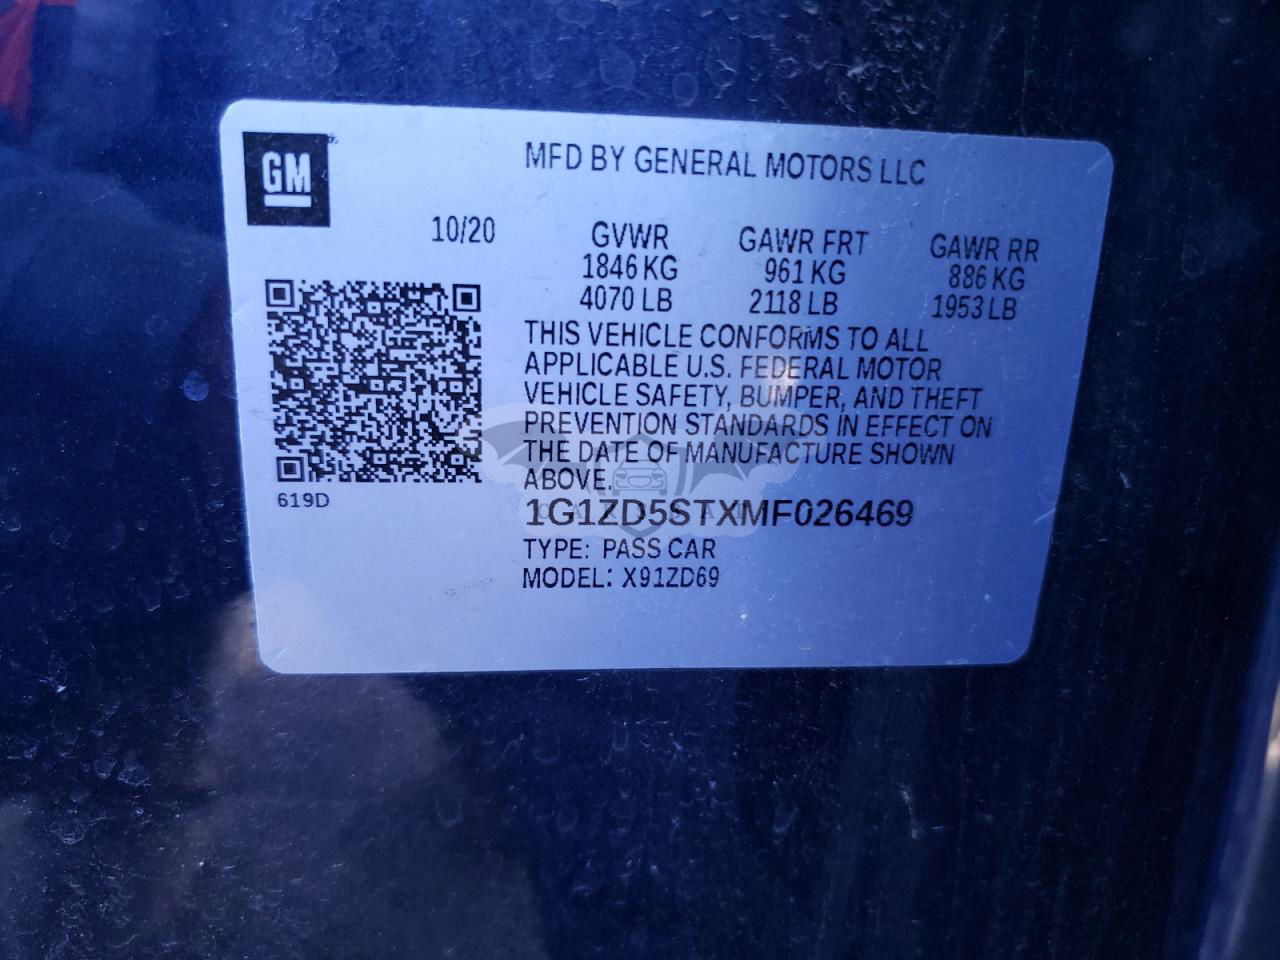 GM
MFD BY GENERAL MOTORS LLC
10/20
GVWR GAWR FRT GAWR RR
1846 KG 961 KG 886 KG
4070 LB 2118 LB 1953 LB
THIS VEHICLE CONFORMS TO ALL
APPLICABLE U.S. FEDERAL MOTOR
VEHICLE SAFETY, BUMPER, AND THEFT
PREVENTION STANDARDS IN EFFECT ON
THE DATE OF MANUFACTURE SHOWN
ABOVE.
619D
1G1ZD5STXMF026469
TYPE: PASS CAR
MODEL: X91ZD69